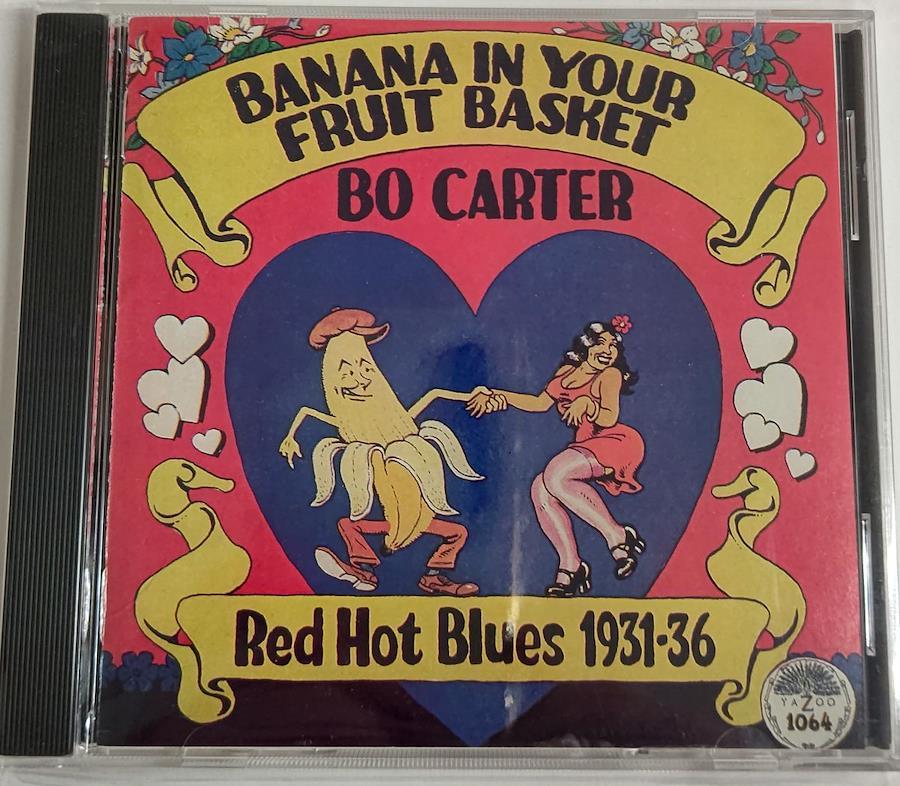 BANANA IN YOUR
FRUIT BASKET
BO CARTER
Red Hot Blues 1931-36
YAZOO
1064